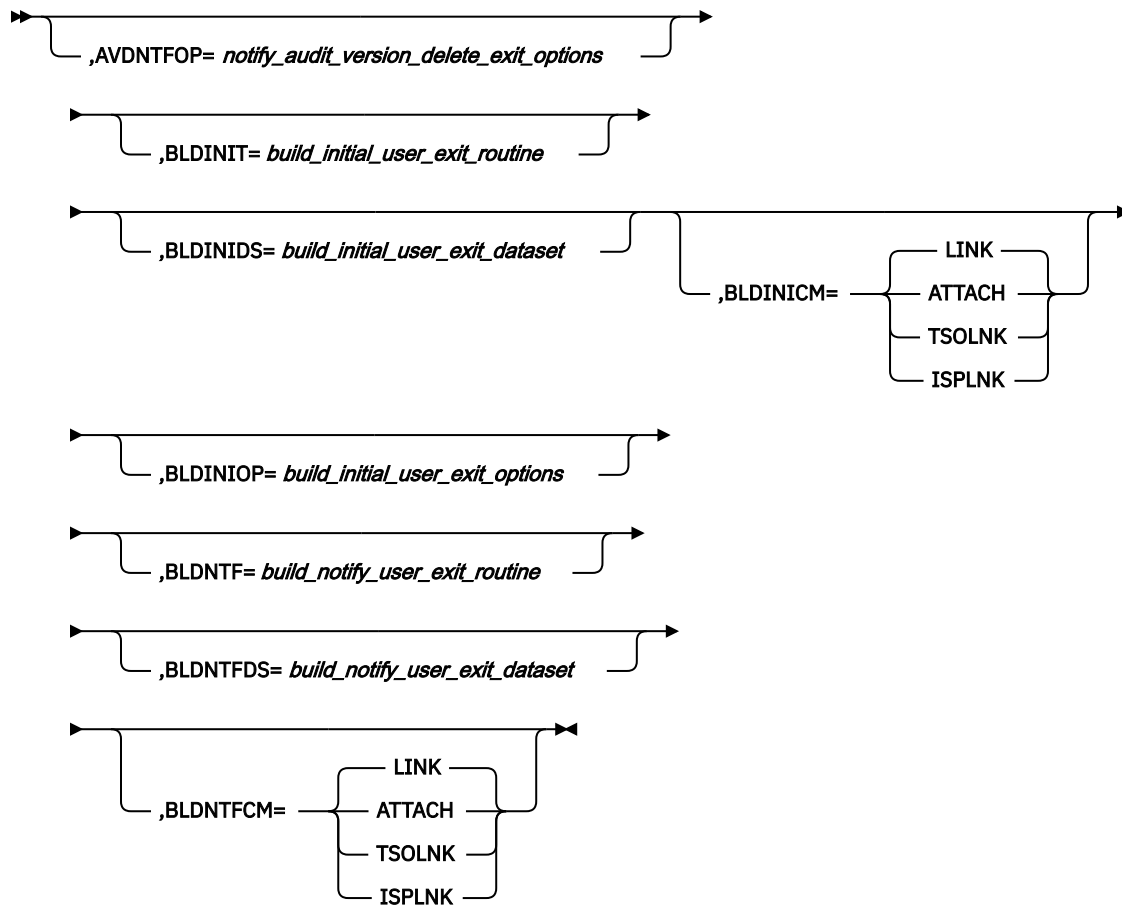 ,AVDNTFOP= notify_audit_version_delete_exit_options
,BLDINIT= build_initial_user_exit_routine
,BLDINIDS= build_initial_user_exit_dataset
,BLDINICM=
LINK
ATTACH
TSOLNK
ISPLNK
,BLDINIOP= build_initial_user_exit_options
,BLDNTF= build_notify_user_exit_routine
,BLDNTFDS= build_notify_user_exit_dataset
,BLDNTFCM=
LINK
ATTACH
TSOLNK
ISPLNK